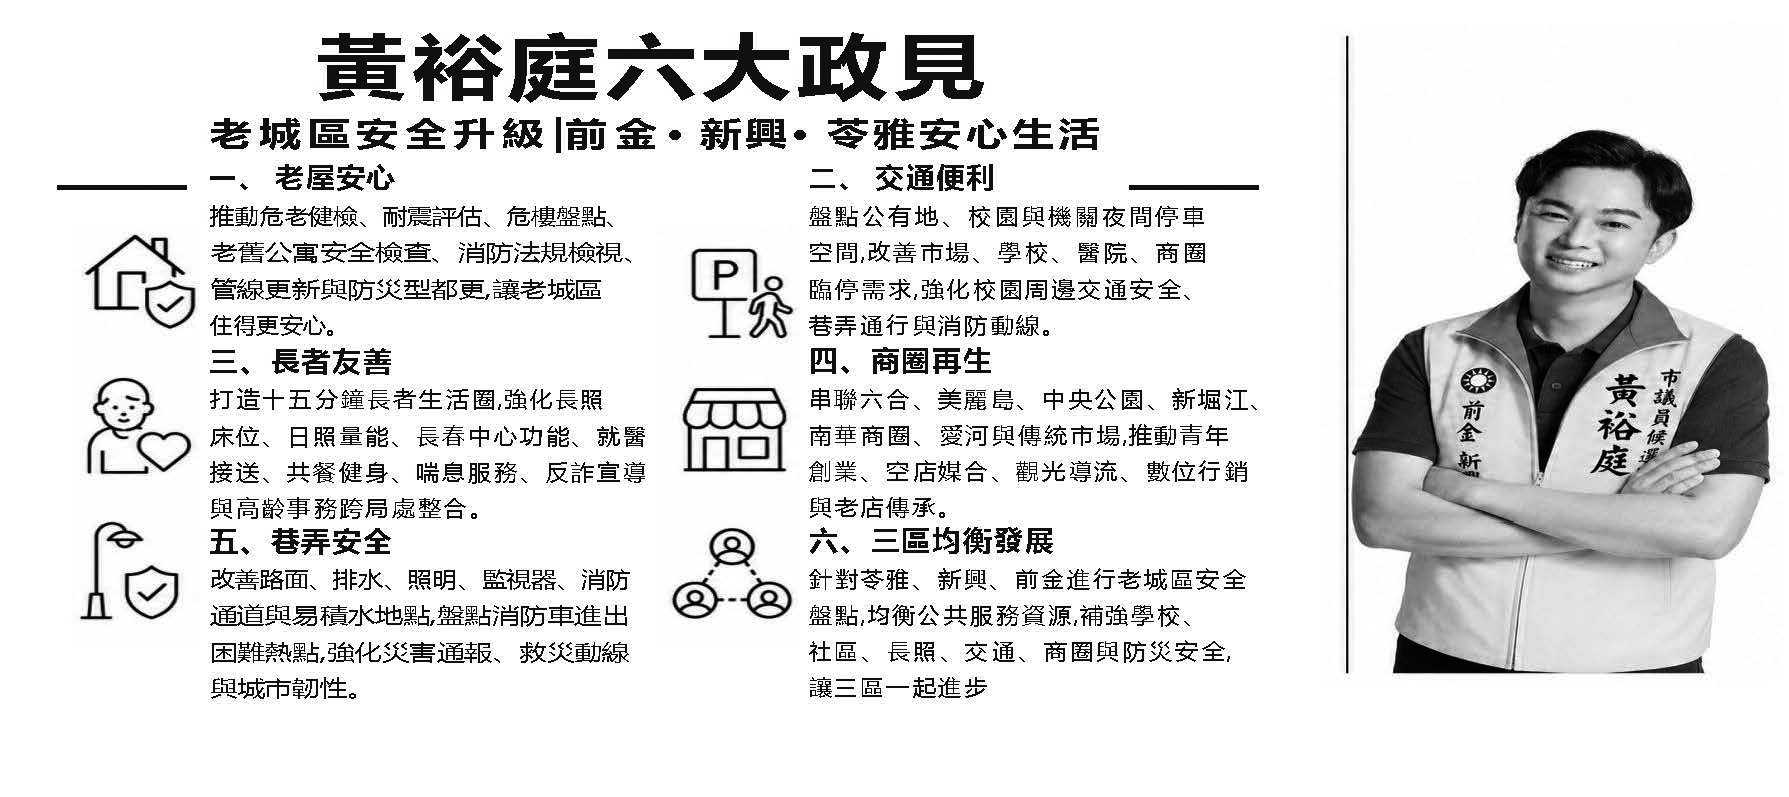 黃裕庭六大政見
老城區安全升級|前金•新興•苓雅安心生活
一、老屋安心
推動危老健檢、耐震評估、危樓盤點、
老舊公寓安全檢查、消防法規檢視、
管線更新與防災型都更,讓老城區
住得更安心。
二、交通便利
盤點公有地、校園與機關夜間停車
空間,改善市場、學校、醫院、商圈
臨停需求,強化校園周邊交通安全、
巷弄通行與消防動線。
P
三、長者友善
打造十五分鐘長者生活圈,強化長照
床位、日照量能、長春中心功能、就醫
接送、共餐健身、喘息服務、反詐宣導
與高齡事務跨局處整合。
四、商圈再生
串聯六合、美麗島、中央公園、新堀江、
南華商圈、愛河與傳統市場,推動青年
創業、空店媒合、觀光導流、數位行銷
與老店傳承。
五、巷弄安全
改善路面、排水、照明、監視器、消防
通道與易積水地點,盤點消防車進出
困難熱點,強化災害通報、救災動線
與城市韌性。
六、三區均衡發展
針對苓雅、新興、前金進行老城區安全
盤點,均衡公共服務資源,補強學校、
社區、長照、交通、商圈與防災安全,
讓三區一起進步
市議員候選
黃裕庭
前金 新興